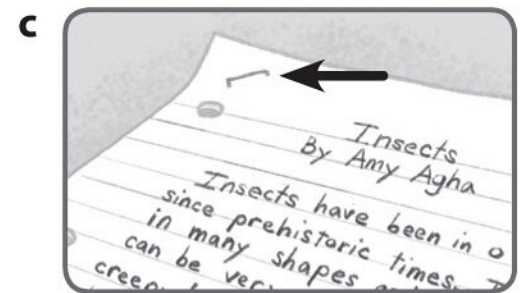 C
Insects
By Amy Agha
Insects have been in
since prehistoric times.
in many shapes
can be